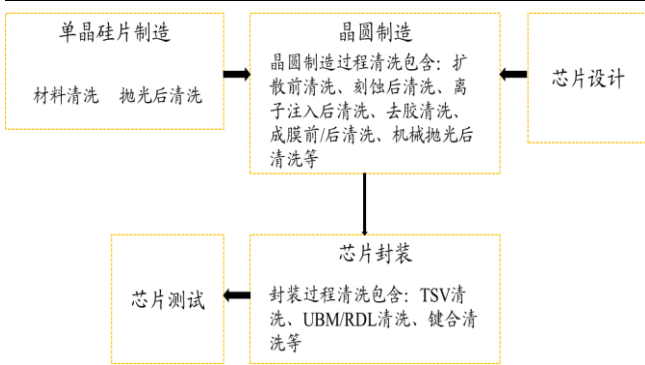 单晶硅片制造
材料清洗 抛光后清洗
晶圆制造
晶圆制造过程清洗包含：扩
散前清洗、刻蚀后清洗、离
子注入后清洗、去胶清洗、
成膜前/后清洗、机械抛光后
清洗等
芯片设计
芯片封装
封装过程清洗包含：TSV清
洗、UBM/RDL清洗、键合清
洗等
芯片测试